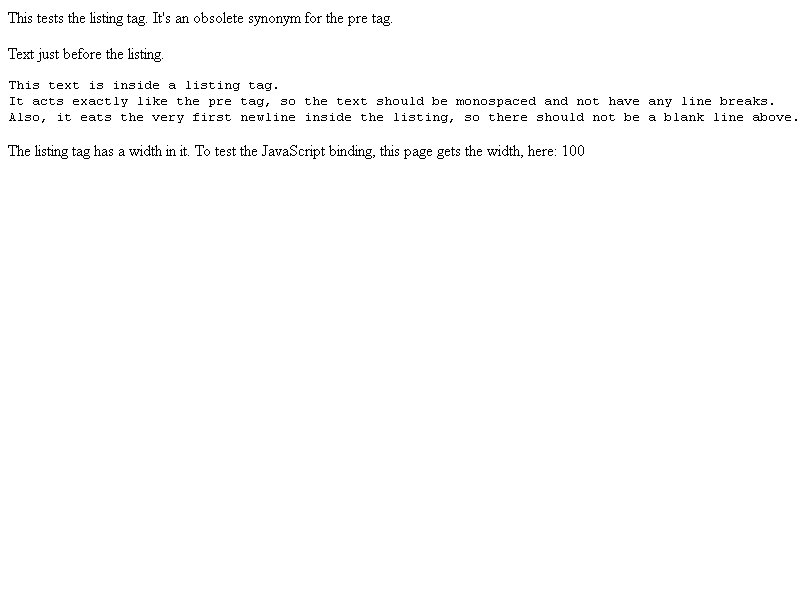 This tests the listing tag. It's an obsolete synonym for the pre tag.
Text just before the listing.
This text is inside a listing tag.
It acts exactly like the pre tag, so the text should be monospaced and not have any line breaks.
Also, it eats the very first newline inside the listing, so there should not be a blank line above.
The listing tag has a width in it. To test the JavaScript binding, this page gets the width, here: 100